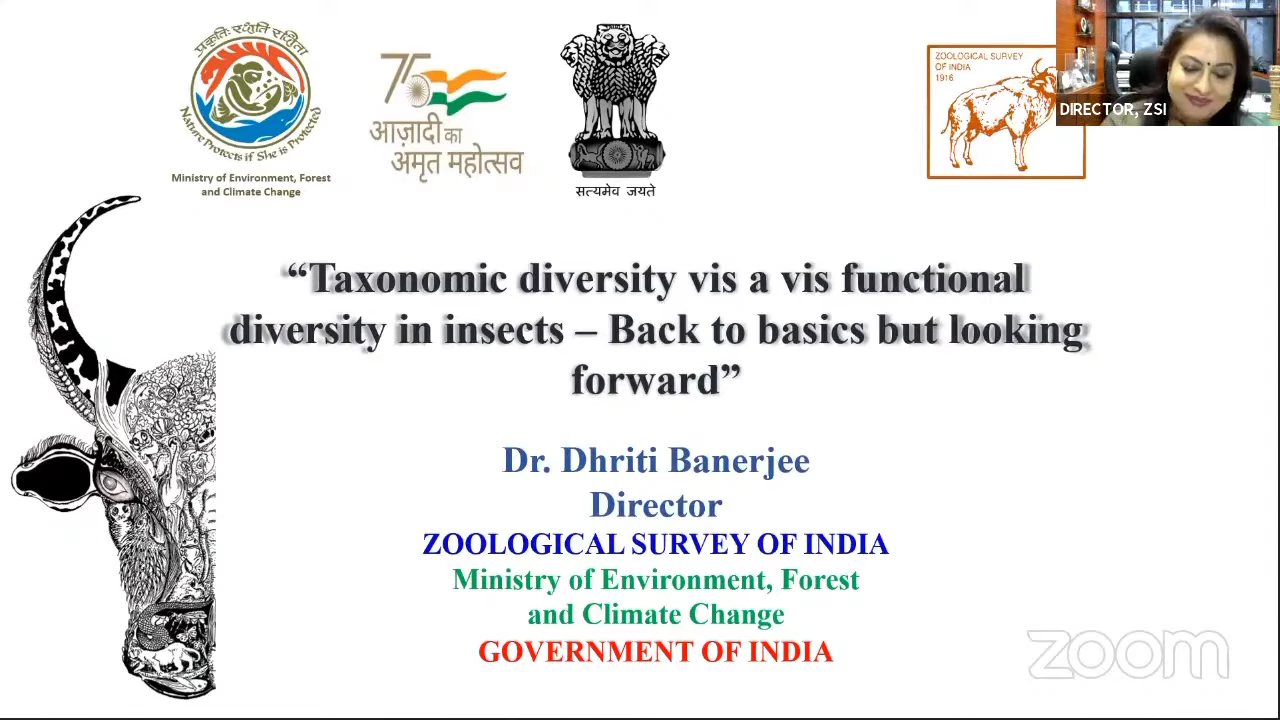 प्रकृतिः रक्षति रक्षिता
Nature Protects if She is Protected
Ministry of Environment, Forest
and Climate Change
75
आज़ादी का
अमृत महोत्सव
सत्यमेव जयते
ZOOLOGICAL SURVEY
OF INDIA
1916
DIRECTOR, ZSI
“Taxonomic diversity vis a vis functional
diversity in insects – Back to basics but looking
forward”
Dr. Dhriti Banerjee
Director
ZOOLOGICAL SURVEY OF INDIA
Ministry of Environment, Forest
and Climate Change
GOVERNMENT OF INDIA
zoom